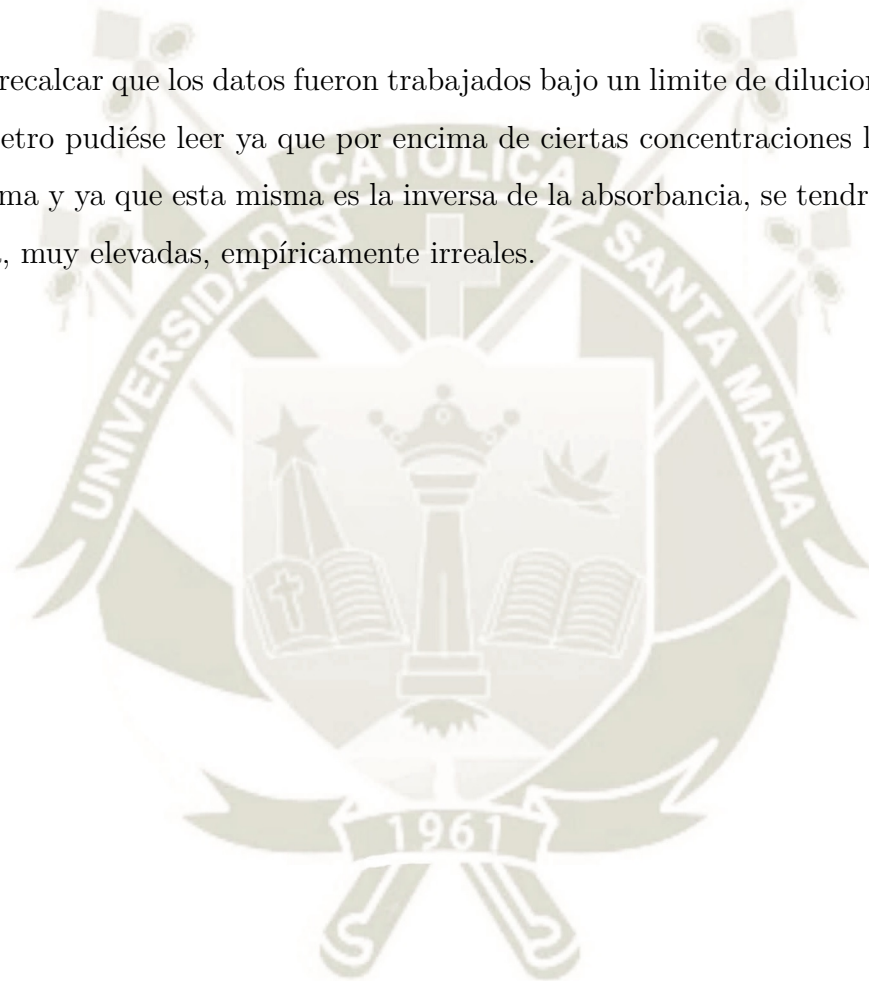 recalcar que los datos fueron trabajados bajo un limite de dilucion
etro pudiése leer ya que por encima de ciertas concentraciones l
ma y ya que esta misma es la inversa de la absorbancia, se tendr
, muy elevadas, empíricamente irreales.
UNIVERSIDAD CATOLICA SANTA MARIA
1961